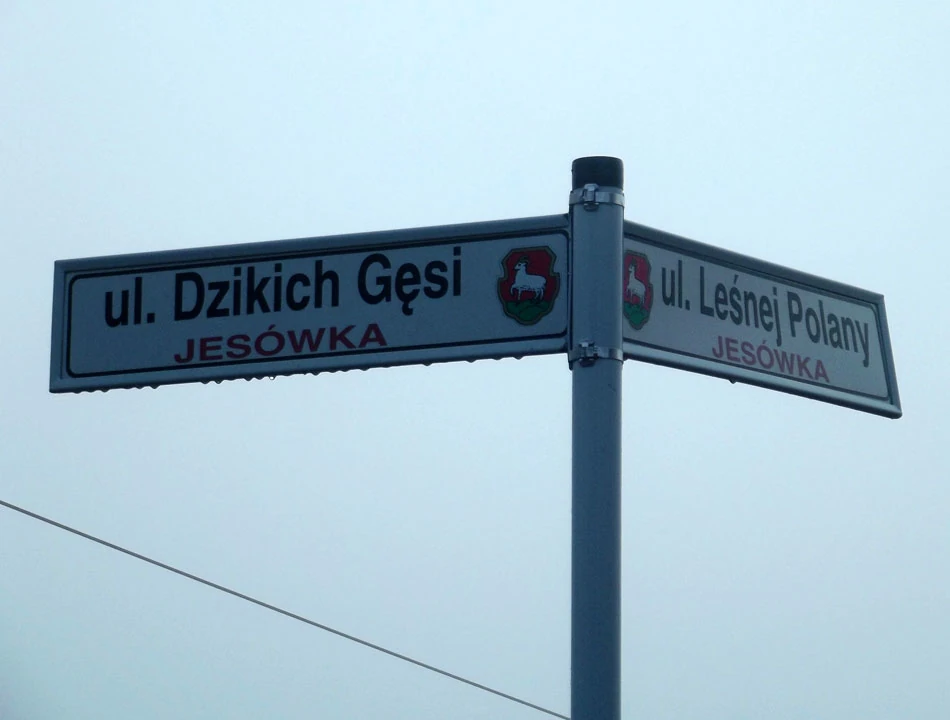 ul. Dzikich Gęsi
JESÓWKA
ul. Leśnej Polany
JESÓWKA